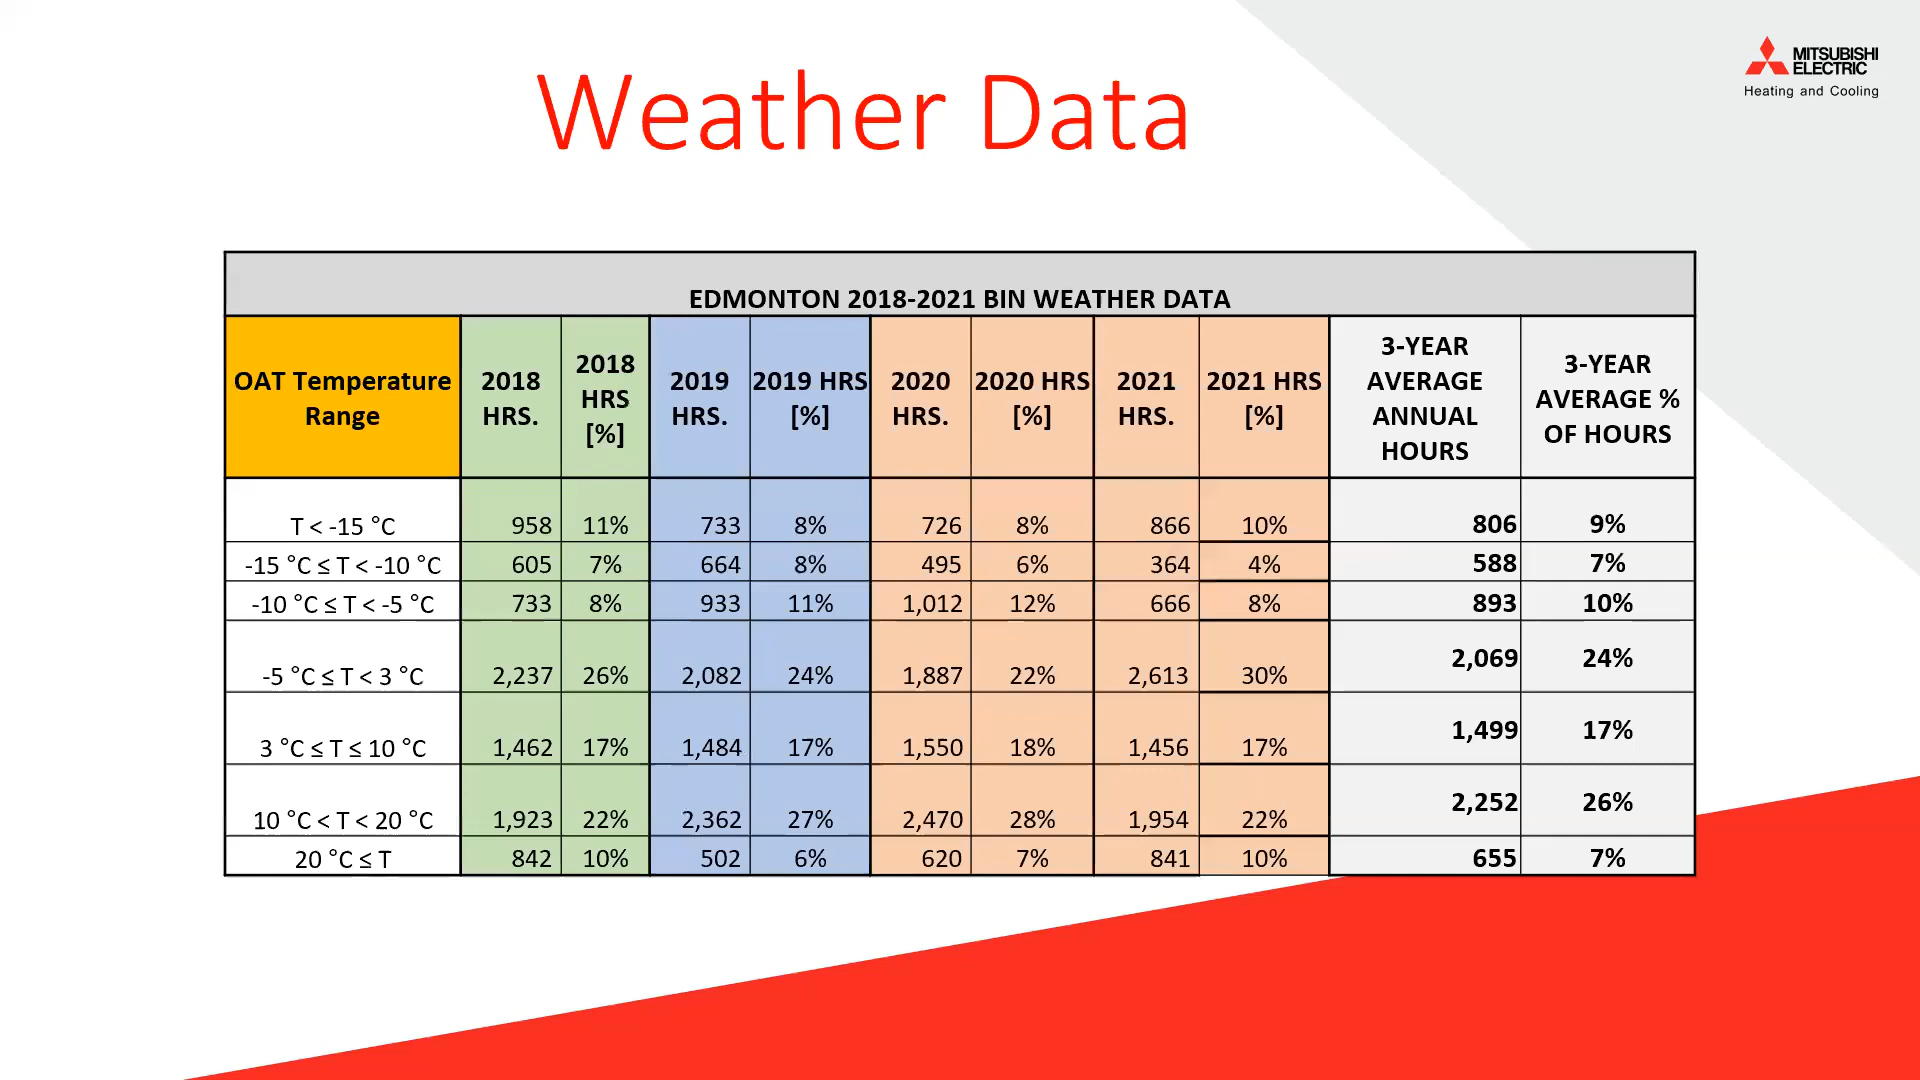 MITSUBISHI
ELECTRIC
Heating and Cooling
Weather Data
EDMONTON 2018-2021 BIN WEATHER DATA
OAT Temperature Range 2018 HRS. 2018 HRS [%] 2019 HRS. 2019 HRS [%] 2020 HRS. 2020 HRS [%] 2021 HRS. 2021 HRS [%] 3-YEAR AVERAGE ANNUAL HOURS 3-YEAR AVERAGE % OF HOURS
T < -15 °C 958 11% 733 8% 726 8% 866 10% 806 9%
-15 °C ≤ T < -10 °C 605 7% 664 8% 495 6% 364 4% 588 7%
-10 °C ≤ T < -5 °C 733 8% 933 11% 1,012 12% 666 8% 893 10%
-5 °C ≤ T < 3 °C 2,237 26% 2,082 24% 1,887 22% 2,613 30% 2,069 24%
3 °C ≤ T ≤ 10 °C 1,462 17% 1,484 17% 1,550 18% 1,456 17% 1,499 17%
10 °C < T < 20 °C 1,923 22% 2,362 27% 2,470 28% 1,954 22% 2,252 26%
20 °C ≤ T 842 10% 502 6% 620 7% 841 10% 655 7%